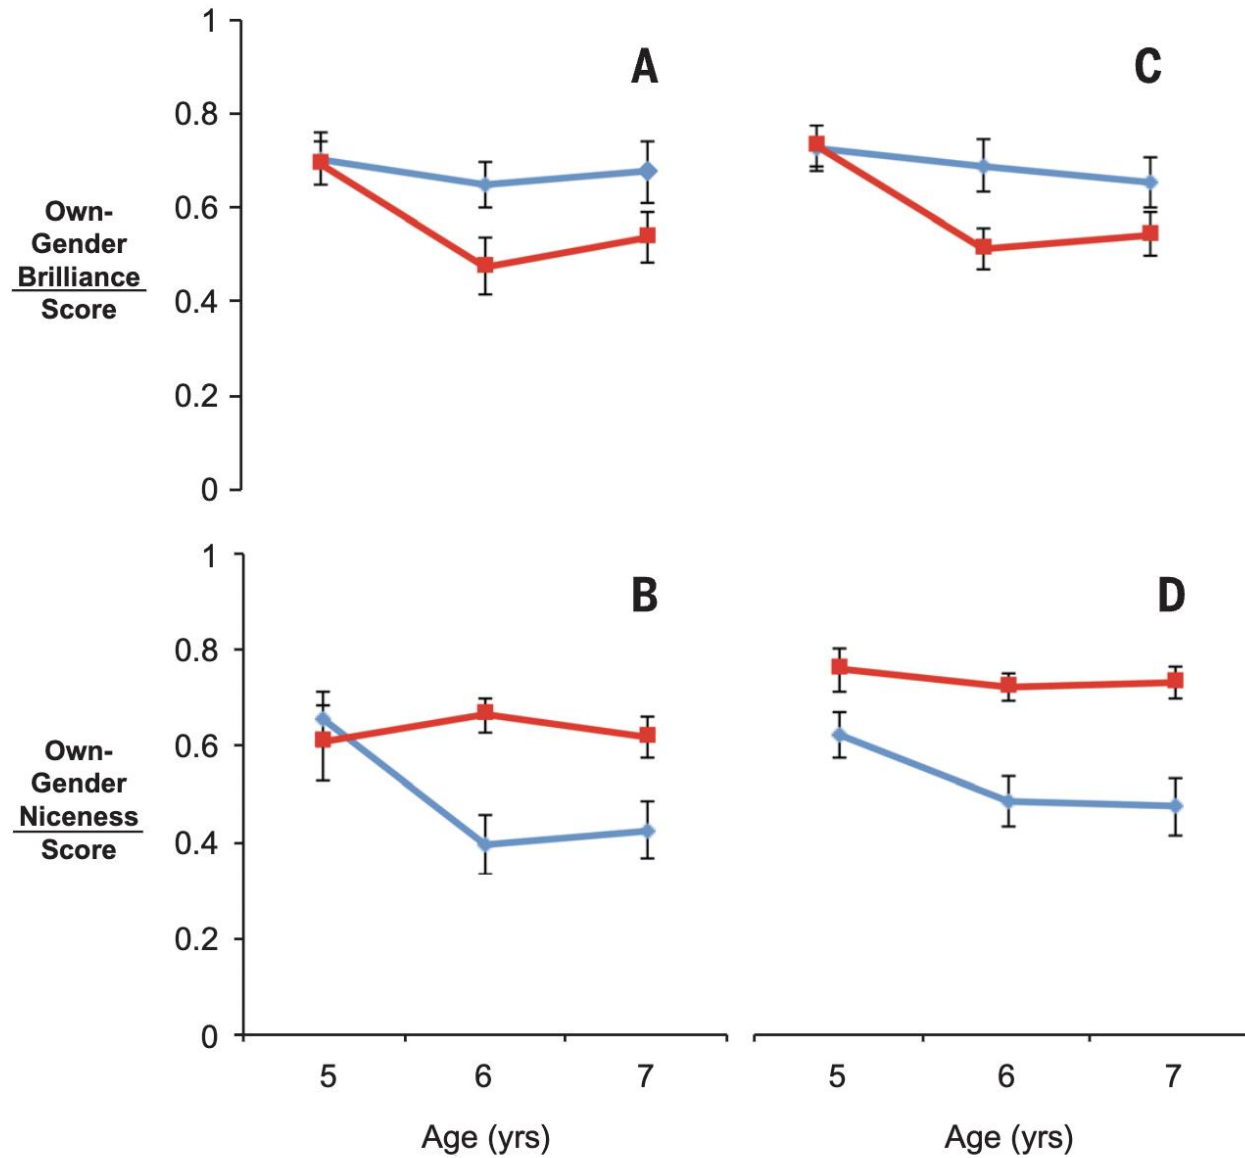 1
0.8
0.6
0.4
0.2
0
Own-
Gender
Brilliance
Score
A
C
1
0.8
0.6
0.4
0.2
0
Own-
Gender
Niceness
Score
B
D
5 6 7
5 6 7
Age (yrs)
Age (yrs)